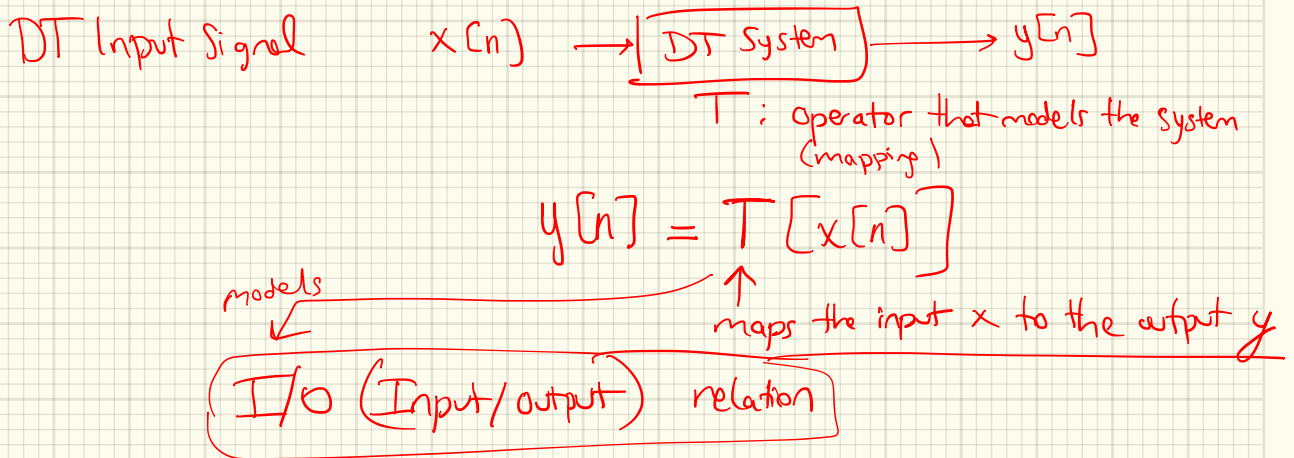 DT Input Signal x[n] → DT System → y[n]
T : operator that models the system
(mapping)
y[n] = T[x[n]]
models
maps the input x to the output y
I/O (Input/output) relation